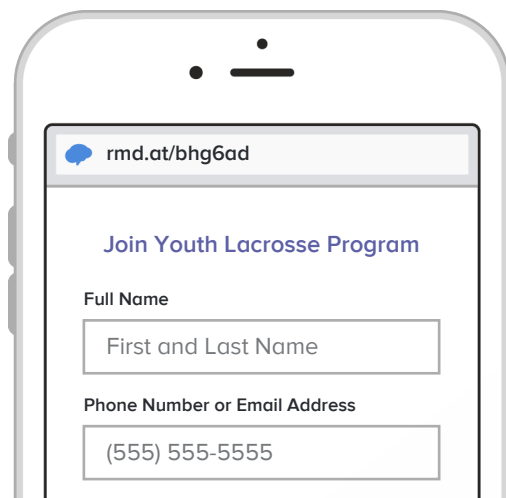 rmd.at/bhg6ad
Join Youth Lacrosse Program
Full Name
First and Last Name
Phone Number or Email Address
(555) 555-5555